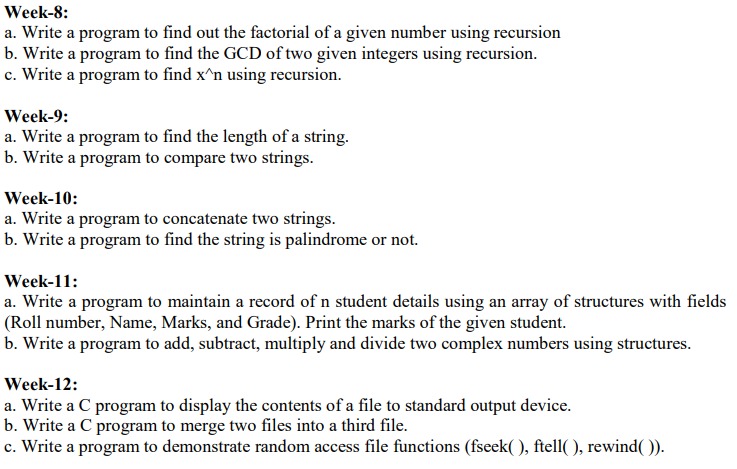 Week-8:
a. Write a program to find out the factorial of a given number using recursion
b. Write a program to find the GCD of two given integers using recursion.
c. Write a program to find x^n using recursion.
Week-9:
a. Write a program to find the length of a string.
b. Write a program to compare two strings.
Week-10:
a. Write a program to concatenate two strings.
b. Write a program to find the string is palindrome or not.
Week-11:
a. Write a program to maintain a record of n student details using an array of structures with fields
(Roll number, Name, Marks, and Grade). Print the marks of the given student.
b. Write a program to add, subtract, multiply and divide two complex numbers using structures.
Week-12:
a. Write a C program to display the contents of a file to standard output device.
b. Write a C program to merge two files into a third file.
c. Write a program to demonstrate random access file functions (fseek( ), ftell( ), rewind( )).